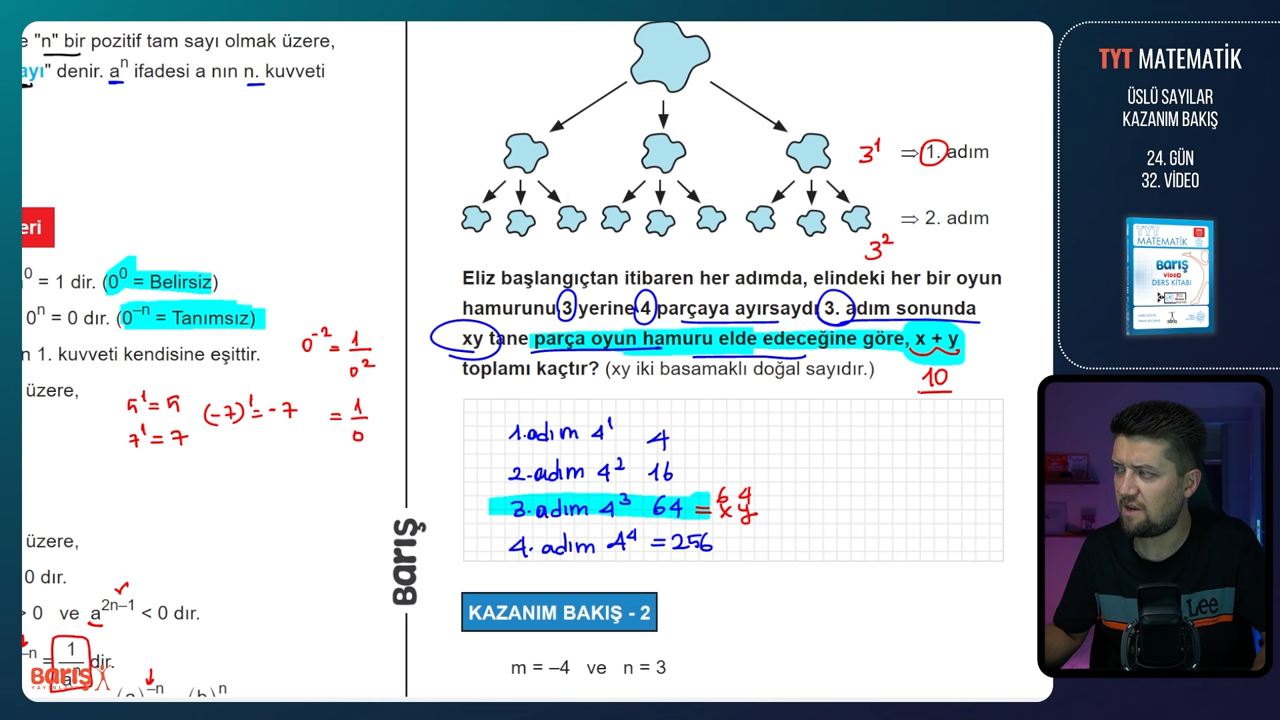 e "n" bir pozitif tam sayı olmak üzere,
ayı" denir. aⁿ ifadesi a nın n. kuvveti
eri
⁰ = 1 dir. (0⁰ = Belirsiz)
0ⁿ = 0 dır. (0⁻ⁿ = Tanımsız)
n 1. kuvveti kendisine eşittir.
0⁻² = 1/0²
= 1/0
üzere,
5¹ = 5 (-7)¹ = -7
7¹ = 7
üzere,
0 dır.
> 0 ve a²ⁿ⁻¹ < 0 dır.
⁻ⁿ = 1/aⁿ dir.
BARIŞ
3¹ ⇒ 1. adım
⇒ 2. adım
3²
Eliz başlangıçtan itibaren her adımda, elindeki her bir oyun
hamurunu 3 yerine 4 parçaya ayırsaydı 3. adım sonunda
xy tane parça oyun hamuru elde edeceğine göre, x + y
toplamı kaçtır? (xy iki basamaklı doğal sayıdır.)
10
1. adım 4¹ 4
2. adım 4² 16
3. adım 4³ 64 = xy
64
4. adım 4⁴ = 256
BARIŞ
KAZANIM BAKIŞ - 2
m = –4 ve n = 3
TYT MATEMATİK
ÜSLÜ SAYILAR
KAZANIM BAKIŞ
24. GÜN
32. VİDEO
TYT
MATEMATİK
BARIŞ
VİDEO
DERS KİTABI
Lee